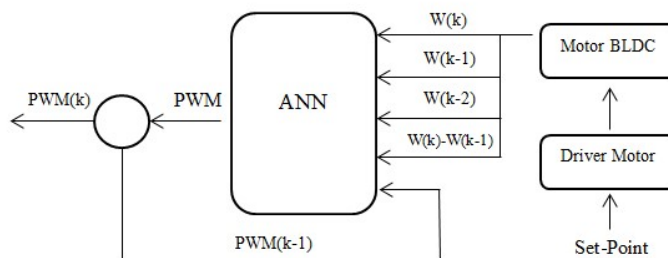 W(k)
Motor BLDC
W(k-1)
PWM(k)
PWM
ANN
W(k-2)
W(k)-W(k-1)
Driver Motor
PWM(k-1)
Set-Point